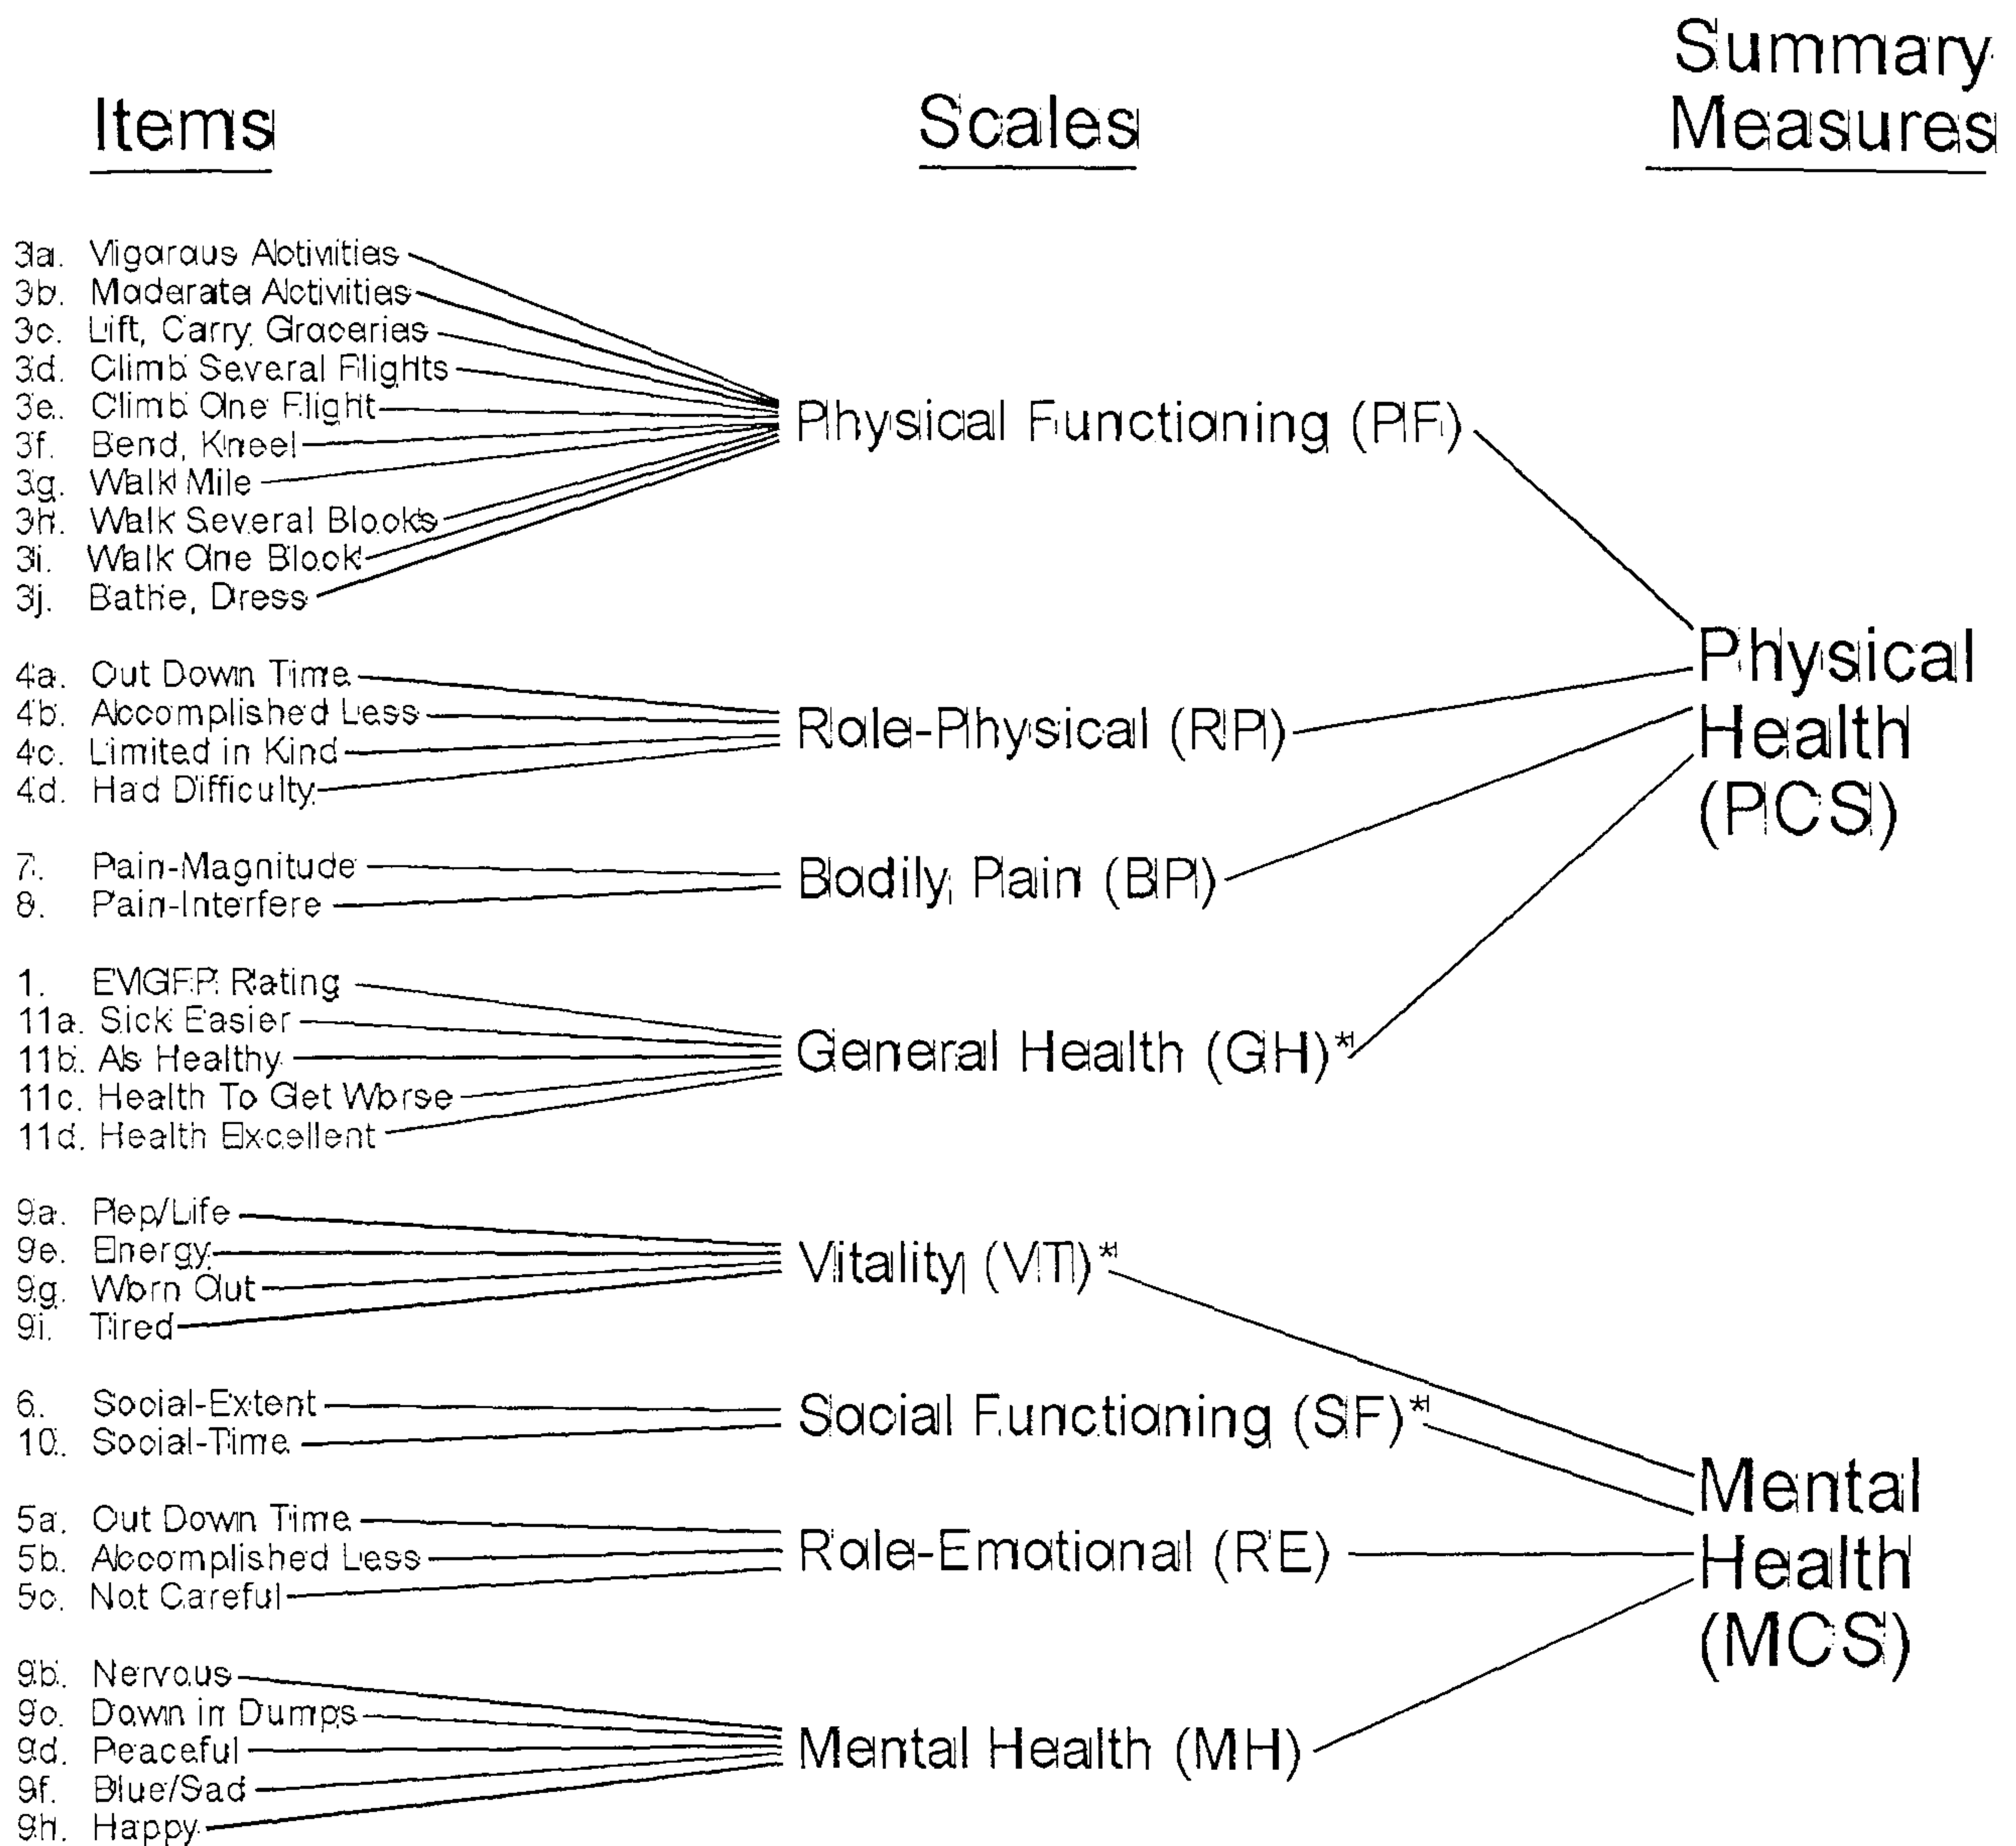 Summary
Items Scales Measures
3a. Vigorous Activities
3b. Moderate Activities
3c. Lift, Carry Groceries
3d. Climb Several Flights
3e. Climb One Flight
3f. Bend, Kneel
3g. Walk Mile
3h. Walk Several Blocks
3i. Walk One Block
3j. Bathe, Dress
Physical Functioning (PF)
4a. Cut Down Time
4b. Accomplished Less
4c. Limited in Kind
4d. Had Difficulty
Role-Physical (RP)
7. Pain-Magnitude
8. Pain-Interfere
Bodily Pain (BP)
1. EVGFP Rating
11a. Sick Easier
11b. As Healthy
11c. Health To Get Worse
11d. Health Excellent
General Health (GH)*
Physical
Health
(PCS)
9a. Pep/Life
9e. Energy
9g. Worn Out
9i. Tired
Vitality (VT)*
6. Social-Extent
10. Social-Time
Social Functioning (SF)*
5a. Cut Down Time
5b. Accomplished Less
5c. Not Careful
Role-Emotional (RE)
9b. Nervous
9c. Down in Dumps
9d. Peaceful
9f. Blue/Sad
9h. Happy
Mental Health (MH)
Mental
Health
(MCS)